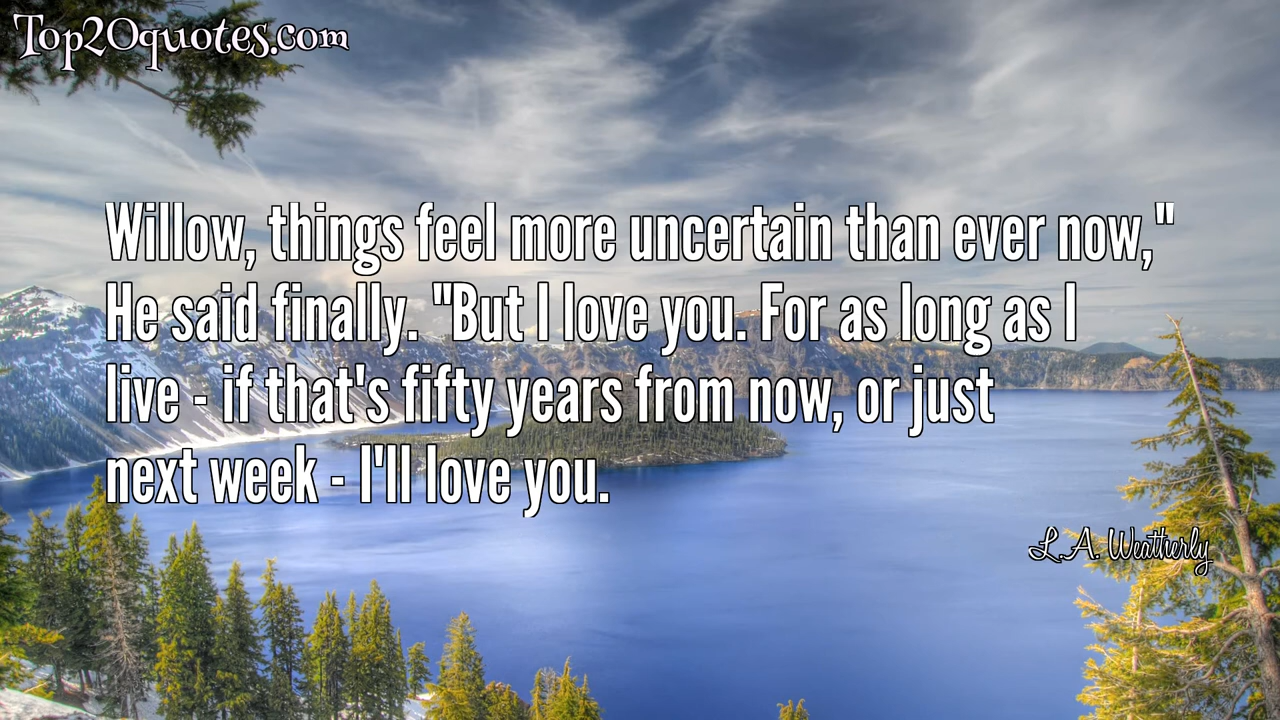 Top20quotes.com
Willow, things feel more uncertain than ever now,"
He said finally. "But I love you. For as long as I
live - if that's fifty years from now, or just
next week - I'll love you.
L.A. Weatherly